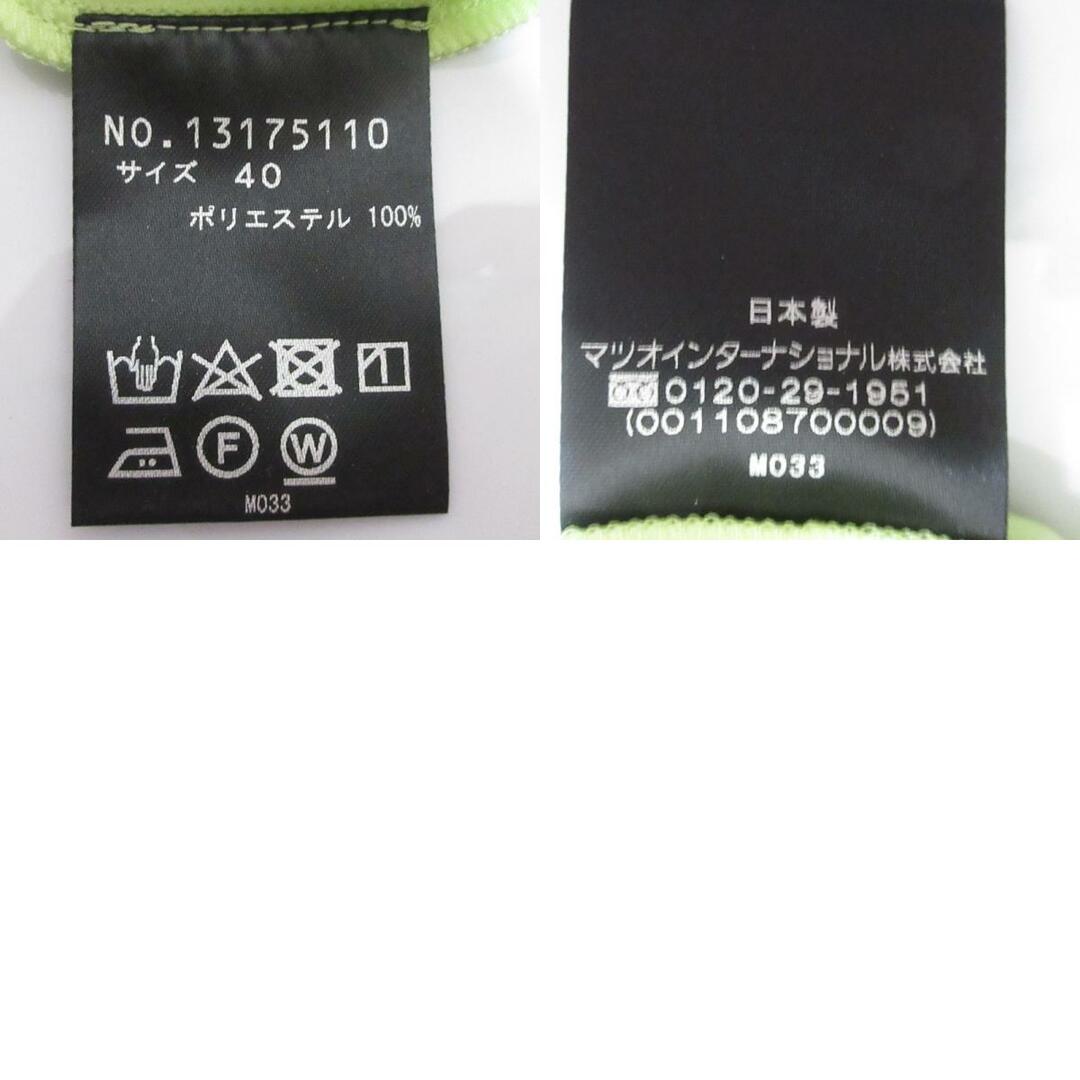 NO.13175110
サイズ 40
ポリエステル 100%
F
W
M033
日本製
マツオインターナショナル株式会社
0120-29-1951
(001108700009)
M033